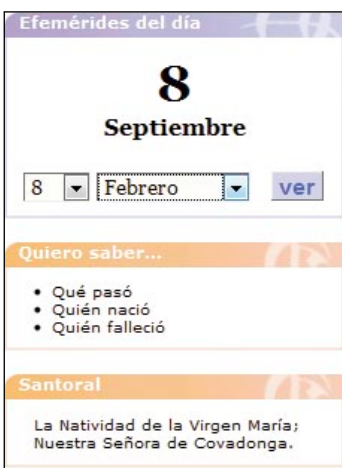 Efemérides del día
8
Septiembre
8 Febrero ver
Quiero saber...
Qué pasó
Quién nació
Quién falleció
Santoral
La Natividad de la Virgen María;
Nuestra Señora de Covadonga.